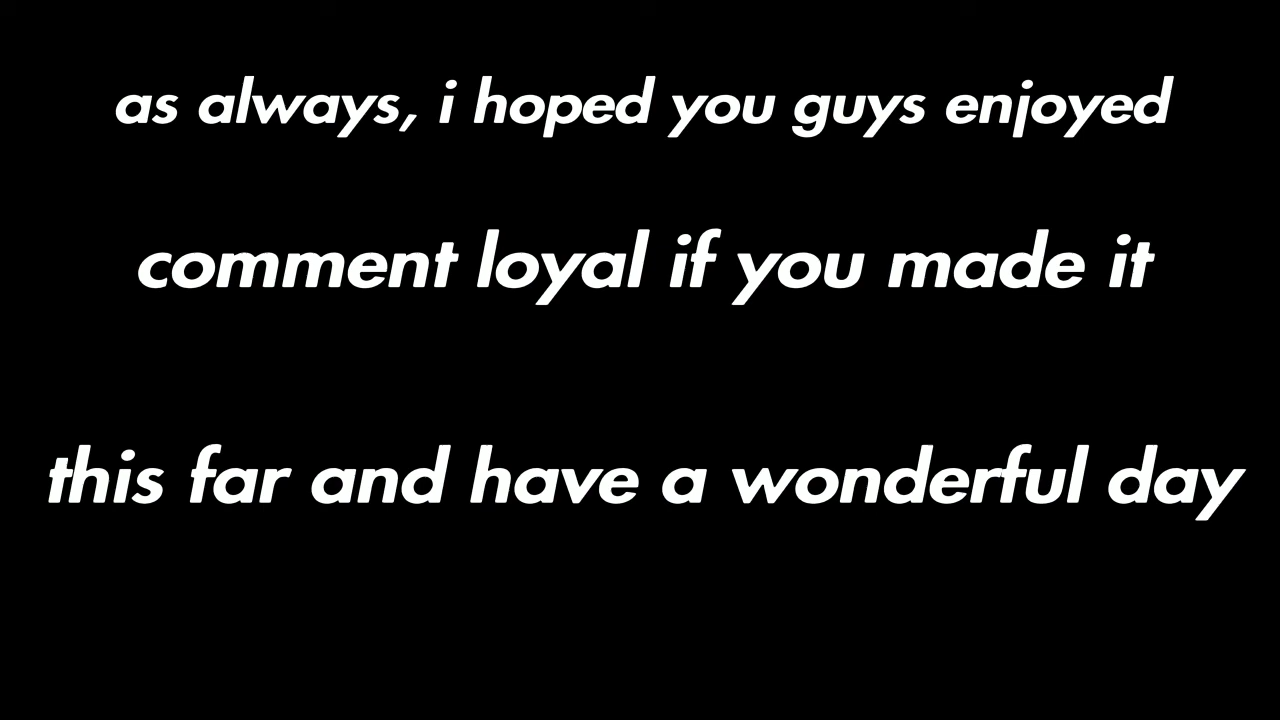 as always, i hoped you guys enjoyed
comment loyal if you made it
this far and have a wonderful day